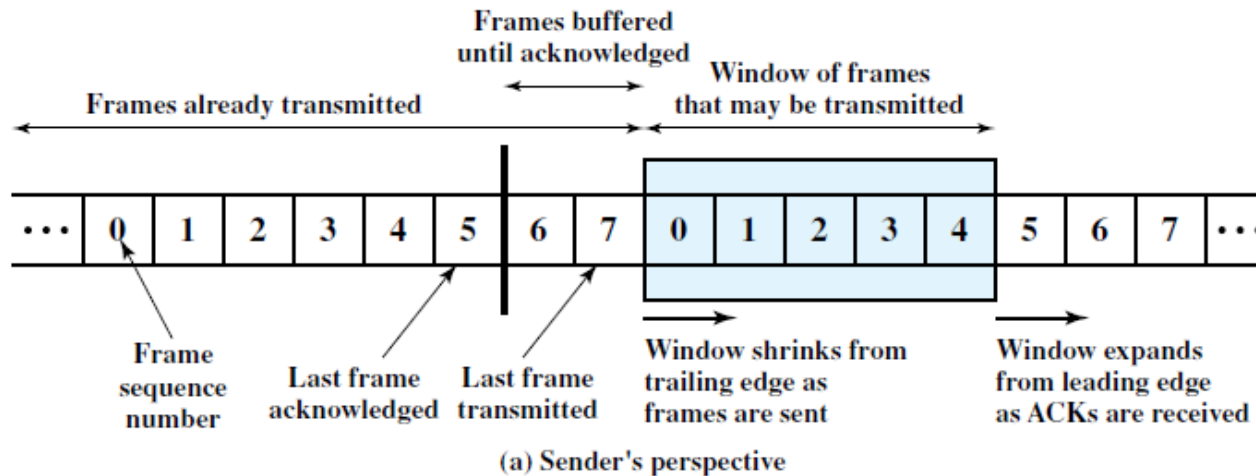 Frames buffered
until acknowledged
Window of frames
that may be transmitted
Frames already transmitted
··· 0 1 2 3 4 5 6 7 0 1 2 3 4 5 6 7 ···
Frame
sequence
number
Last frame
acknowledged
Last frame
transmitted
Window shrinks from
trailing edge as
frames are sent
Window expands
from leading edge
as ACKs are received
(a) Sender's perspective